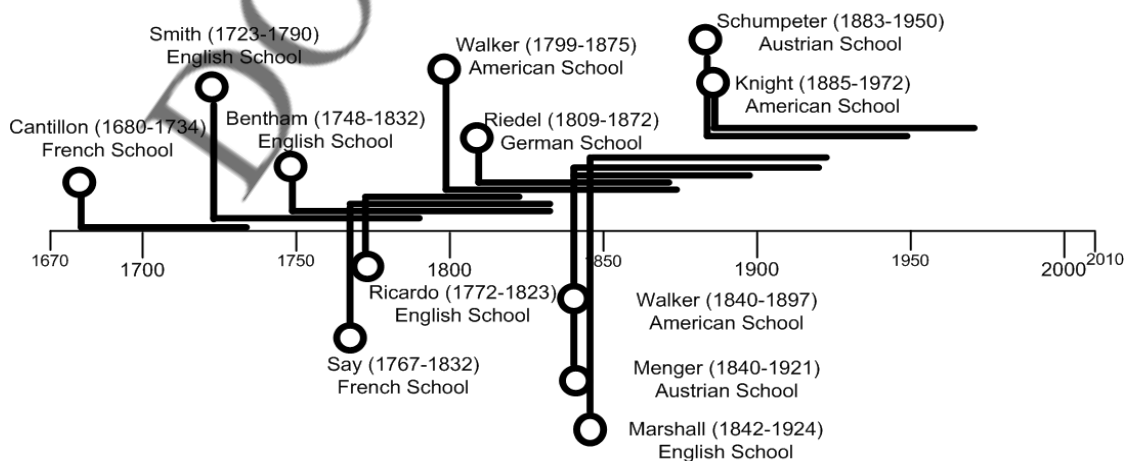 Smith (1723-1790)
English School
Walker (1799-1875)
American School
Schumpeter (1883-1950)
Austrian School
Knight (1885-1972)
American School
Cantillon (1680-1734)
French School
Bentham (1748-1832)
English School
Riedel (1809-1872)
German School
1670
1700
1750
1800
1850
1900
1950
2000
2010
Ricardo (1772-1823)
English School
Walker (1840-1897)
American School
Say (1767-1832)
French School
Menger (1840-1921)
Austrian School
Marshall (1842-1924)
English School